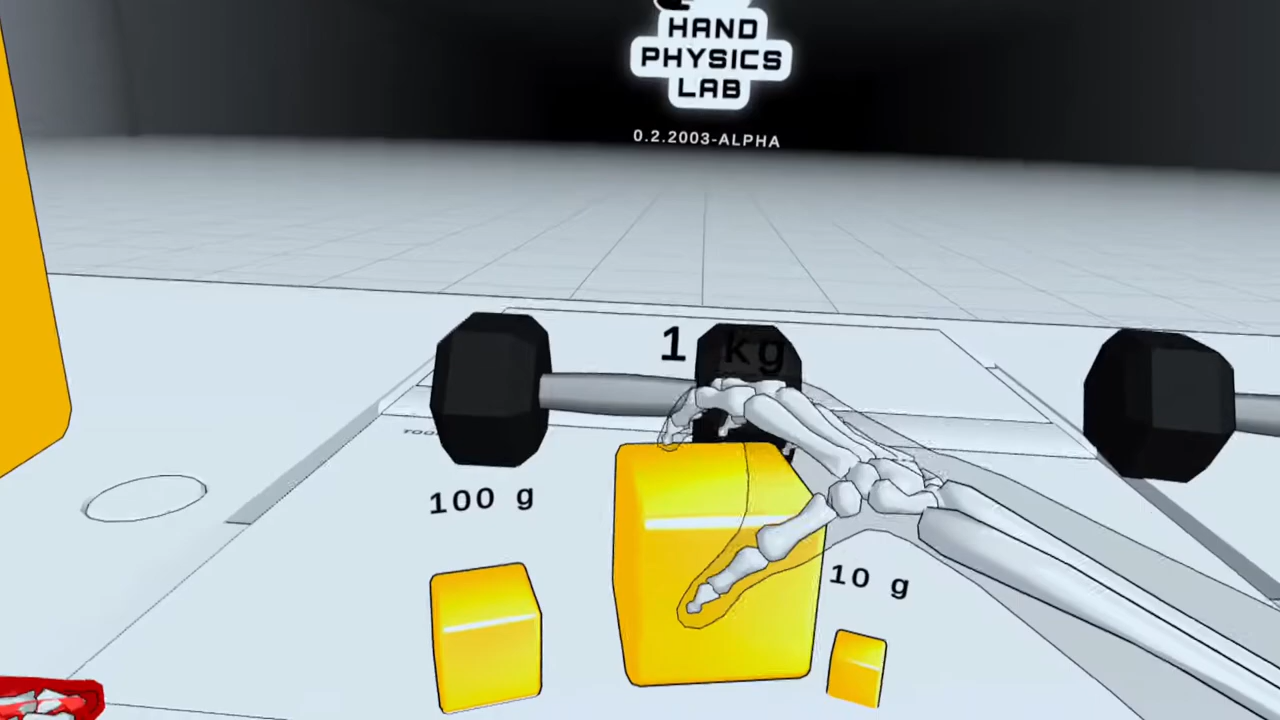 HAND
PHYSICS
LAB
0.2.2003-ALPHA
1 kg
100 g
10 g